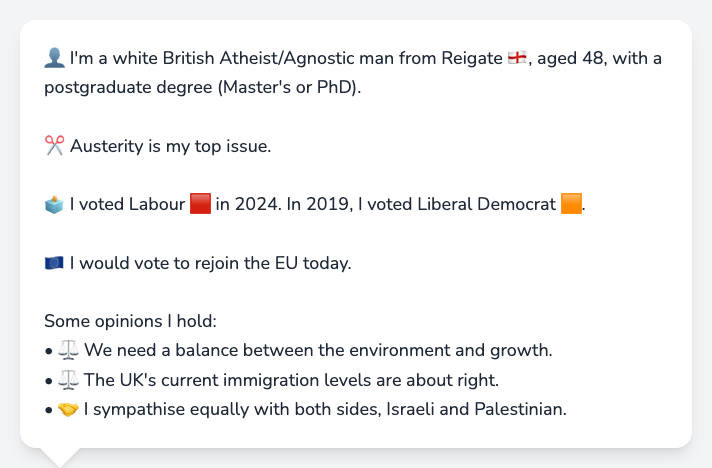 👤 I'm a white British Atheist/Agnostic man from Reigate 🏴󠁧󠁢󠁥󠁮󠁧󠁿, aged 48, with a
postgraduate degree (Master's or PhD).
✂️ Austerity is my top issue.
🗳️ I voted Labour 🟥 in 2024. In 2019, I voted Liberal Democrat 🟧.
🇪🇺 I would vote to rejoin the EU today.
Some opinions I hold:
• ⚖️ We need a balance between the environment and growth.
• ⚖️ The UK's current immigration levels are about right.
• 🤝 I sympathise equally with both sides, Israeli and Palestinian.